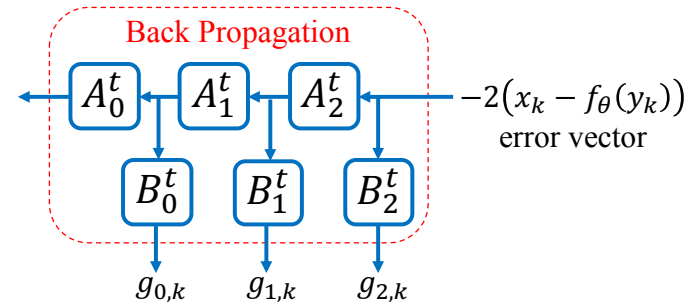 Back Propagation
A_0^t A_1^t A_2^t −2(x_k − f_θ(y_k))
error vector
B_0^t B_1^t B_2^t
g_{0,k} g_{1,k} g_{2,k}